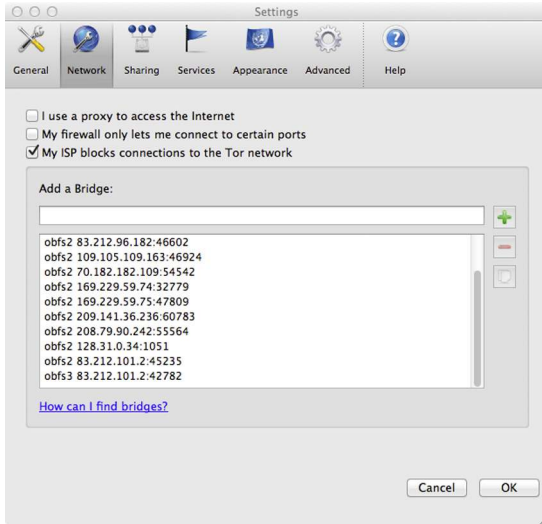 Settings
General Network Sharing Services Appearance Advanced Help
I use a proxy to access the Internet
My firewall only lets me connect to certain ports
My ISP blocks connections to the Tor network
Add a Bridge:
obfs2 83.212.96.182:46602
obfs2 109.105.109.163:46924
obfs2 70.182.182.109:54542
obfs2 169.229.59.74:32779
obfs2 169.229.59.75:47809
obfs2 209.141.36.236:60783
obfs2 208.79.90.242:55564
obfs2 128.31.0.34:1051
obfs2 83.212.101.2:45235
obfs3 83.212.101.2:42782
How can I find bridges?
Cancel OK